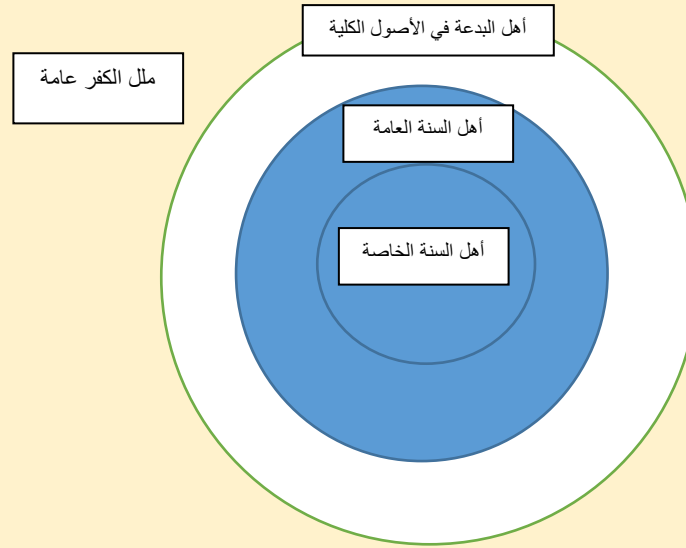 أهل البدعة في الأصول الكلية
ملل الكفر عامة
أهل السنة العامة
أهل السنة الخاصة